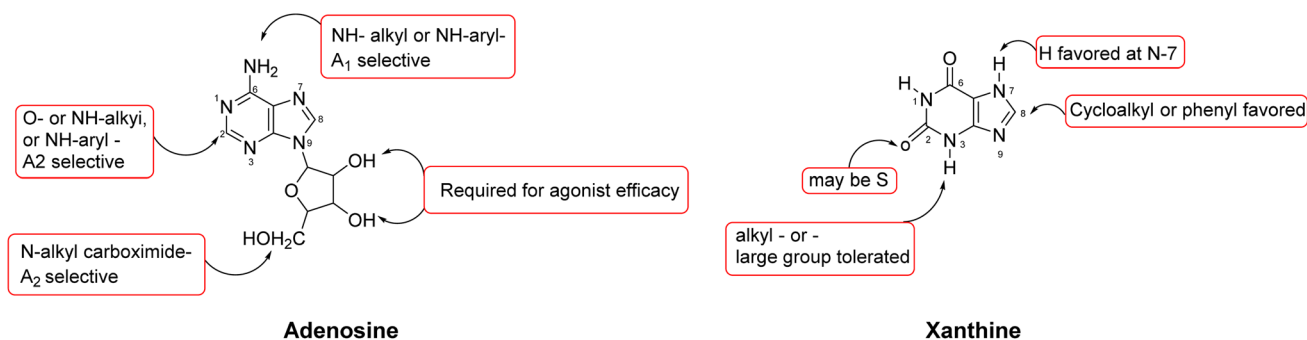 NH- alkyl or NH-aryl-
A1 selective
NH2
6
N
1
N
7
8
2
N
3
N
9
O- or NH-alkyi,
or NH-aryl -
A2 selective
OH
O
OH
HOH2C
Required for agonist efficacy
N-alkyl carboximide-
A2 selective
Adenosine
H favored at N-7
O
H
H
6
N
1
N
7
8
Cycloalkyl or phenyl favored
O
2
N
3
N
9
H
may be S
alkyl - or -
large group tolerated
Xanthine